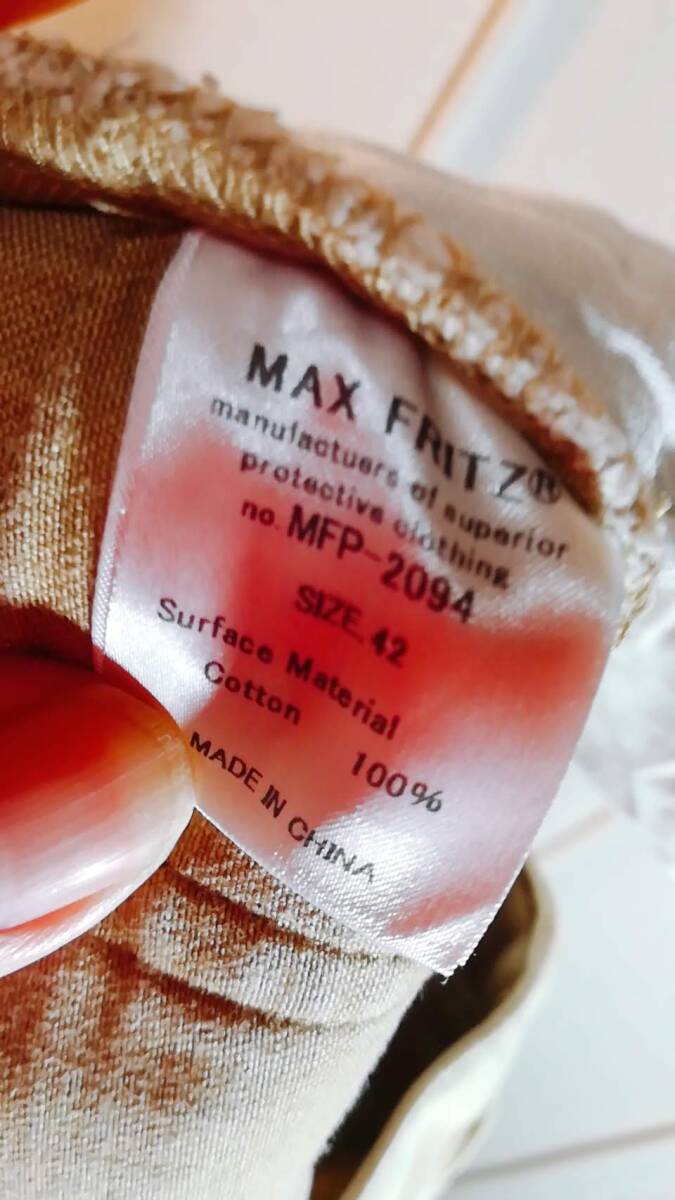 MAX FRITZ®
manufactuers of superior
protective clothing
no. MFP-2094
SIZE 42
Surface Material
Cotton 100%
MADE IN CHINA